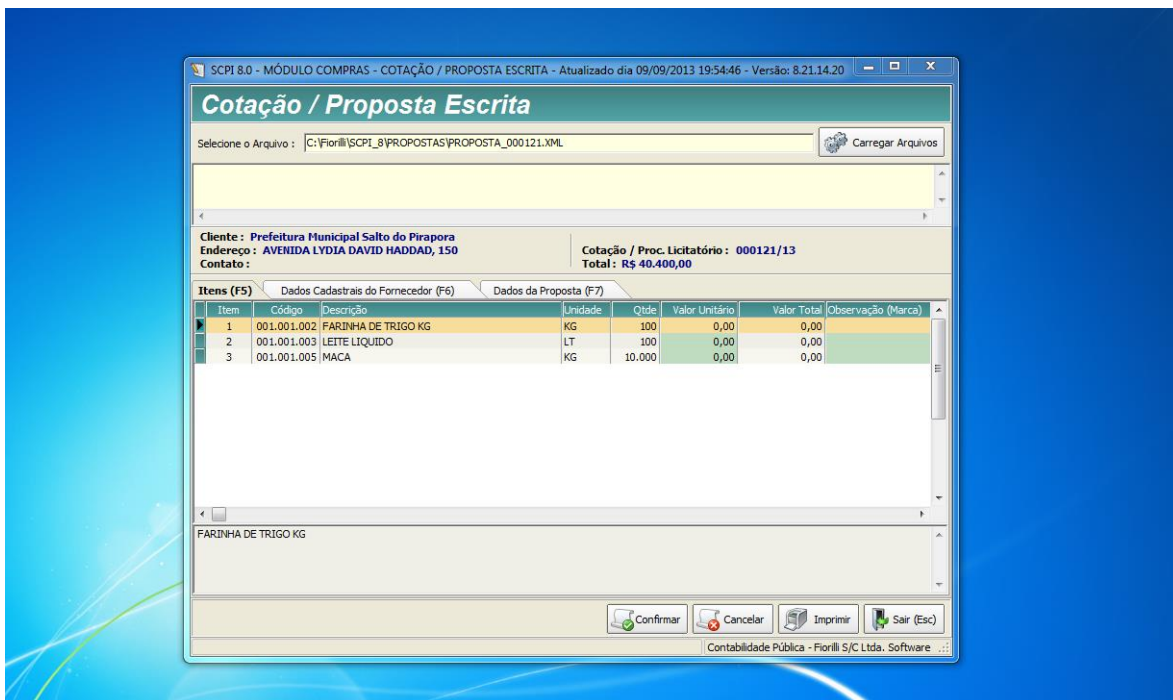 SCPI 8.0 - MÓDULO COMPRAS - COTAÇÃO / PROPOSTA ESCRITA - Atualizado dia 09/09/2013 19:54:46 - Versão: 8.21.14.20
Cotação / Proposta Escrita
Selecione o Arquivo : C:\Fiorilli\SCPI_8\PROPOSTAS\PROPOSTA_000121.XML Carregar Arquivos
Cliente : Prefeitura Municipal Salto do Pirapora
Endereço : AVENIDA LYDIA DAVID HADDAD, 150 Cotação / Proc. Licitatório : 000121/13
Contato : Total : R$ 40.400,00
Itens (F5) Dados Cadastrais do Fornecedor (F6) Dados da Proposta (F7)
Item Código Descrição Unidade Qtde Valor Unitário Valor Total Observação (Marca)
1 001.001.002 FARINHA DE TRIGO KG KG 100 0,00 0,00
2 001.001.003 LEITE LIQUIDO LT 100 0,00 0,00
3 001.001.005 MACA KG 10.000 0,00 0,00
FARINHA DE TRIGO KG
Confirmar Cancelar Imprimir Sair (Esc)
Contabilidade Pública - Fiorilli S/C Ltda. Software